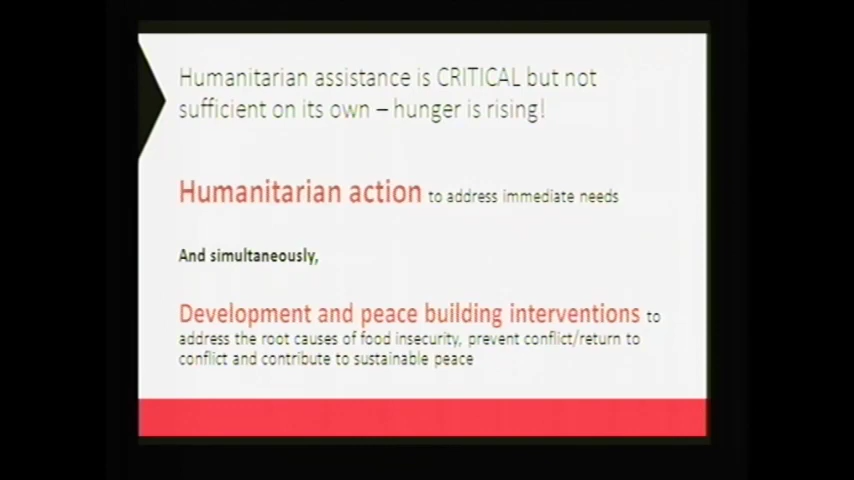 Humanitarian assistance is CRITICAL but not
sufficient on its own – hunger is rising!
Humanitarian action to address immediate needs
And simultaneously,
Development and peace building interventions to
address the root causes of food insecurity, prevent conflict/return to
conflict and contribute to sustainable peace